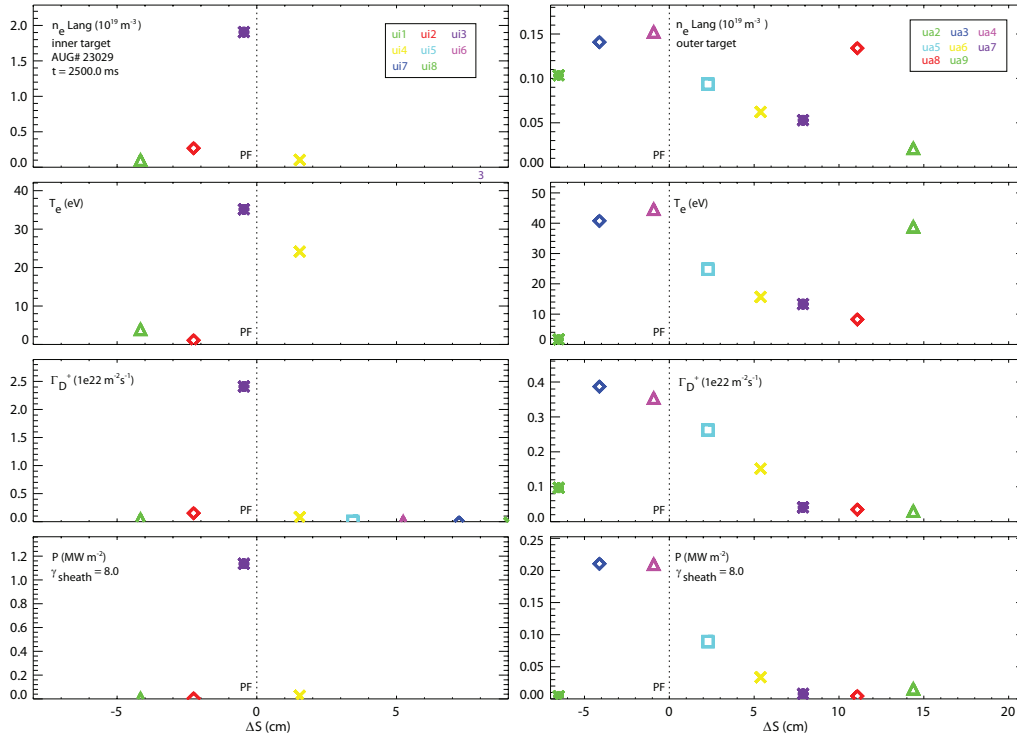 n_e Lang (10^19 m^-3)
inner target
AUG# 23029
t = 2500.0 ms
ui1 ui2 ui3
ui4 ui5 ui6
ui7 ui8
2.0
1.5
1.0
0.5
0.0
PF
3
T_e (eV)
40
30
20
10
0
PF
Γ_D^+ (1e22 m^-2 s^-1)
2.5
2.0
1.5
1.0
0.5
0.0
PF
P (MW m^-2)
γ_sheath = 8.0
1.2
1.0
0.8
0.6
0.4
0.2
0.0
PF
-5 0 5
ΔS (cm)
n_e Lang (10^19 m^-3)
outer target
ua2 ua3 ua4
ua5 ua6 ua7
ua8 ua9
0.15
0.10
0.05
0.00
PF
T_e (eV)
50
40
30
20
10
0
PF
Γ_D^+ (1e22 m^-2 s^-1)
0.4
0.3
0.2
0.1
0.0
PF
P (MW m^-2)
γ_sheath = 8.0
0.25
0.20
0.15
0.10
0.05
0.00
PF
-5 0 5 10 15 20
ΔS (cm)